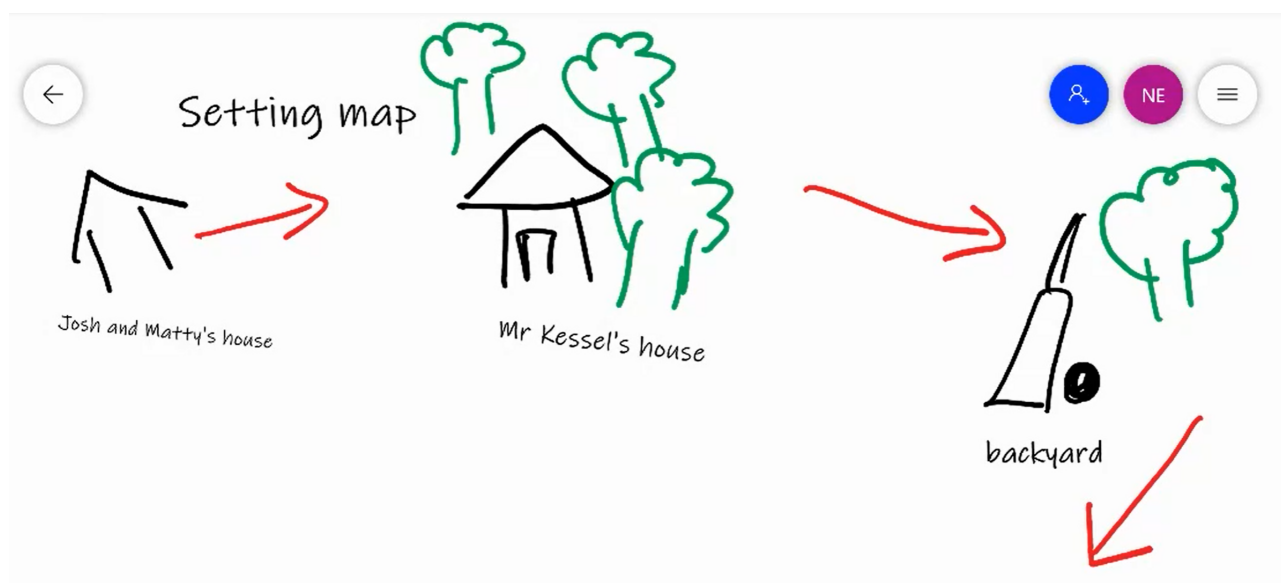 Setting map
NE
Josh and Matty's house
Mr Kessel's house
backyard